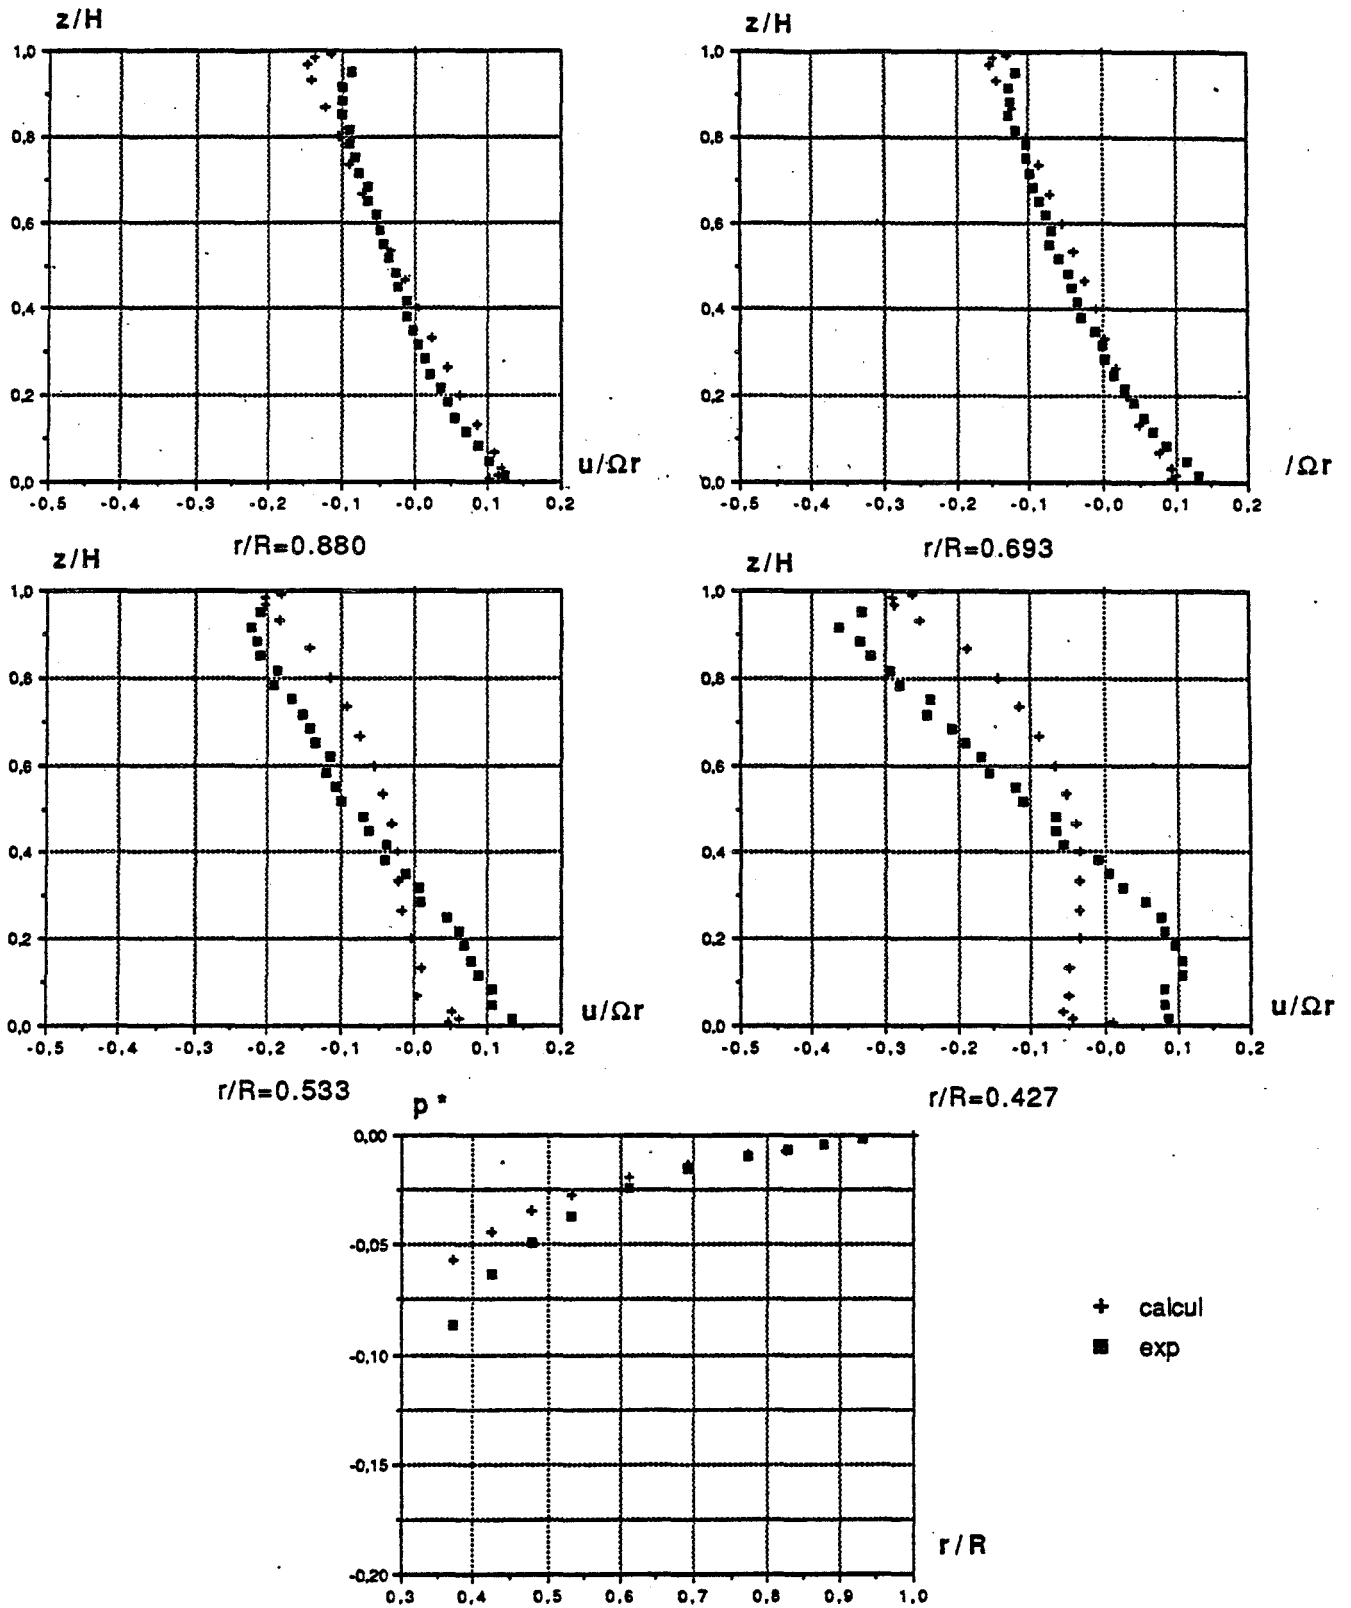 z/H
z/H
1,0
0,8
0,6
0,4
0,2
0,0
-0,5 -0,4 -0,3 -0,2 -0,1 -0,0 0,1 0,2
u/Ωr
1,0
0,8
0,6
0,4
0,2
0,0
-0,5 -0,4 -0,3 -0,2 -0,1 -0,0 0,1 0,2
/Ωr
r/R=0.880
r/R=0.693
z/H
z/H
1,0
0,8
0,6
0,4
0,2
0,0
-0,5 -0,4 -0,3 -0,2 -0,1 -0,0 0,1 0,2
u/Ωr
1,0
0,8
0,6
0,4
0,2
0,0
-0,5 -0,4 -0,3 -0,2 -0,1 -0,0 0,1 0,2
u/Ωr
r/R=0.533
r/R=0.427
p *
0,00
-0,05
-0,10
-0,15
-0,20
0,3 0,4 0,5 0,6 0,7 0,8 0,9 1,0
r/R
+ calcul
■ exp